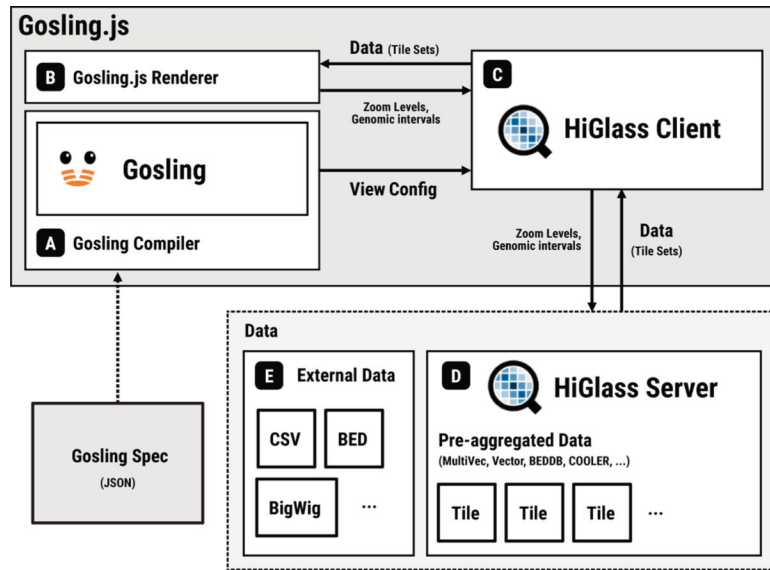 Gosling.js
B Gosling.js Renderer
Data (Tile Sets)
Zoom Levels,
Genomic intervals
C
HiGlass Client
Gosling
View Config
A Gosling Compiler
Zoom Levels,
Genomic intervals
Data
(Tile Sets)
Data
E External Data
CSV
BED
BigWig
...
D HiGlass Server
Pre-aggregated Data
(MultiVec, Vector, BEDDB, COOLER, ...)
Tile
Tile
Tile
...
Gosling Spec
(JSON)